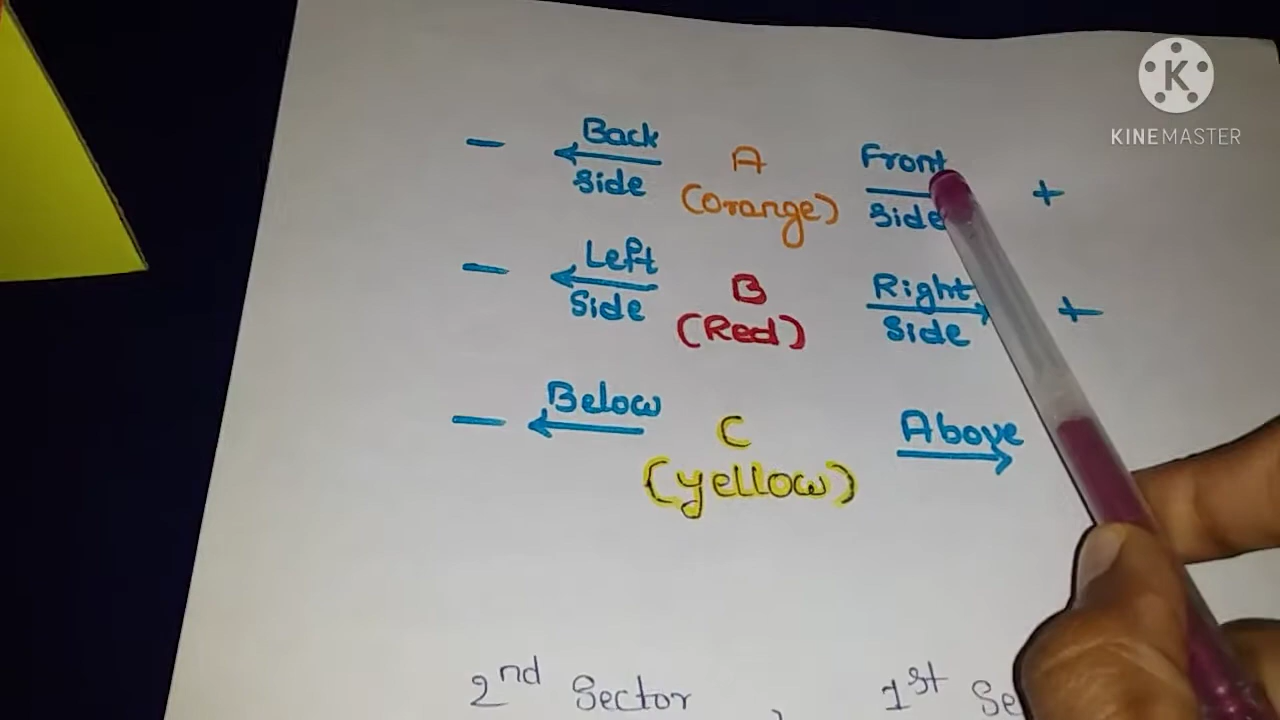 KINEMASTER
- Back A Front +
Side (Orange) Side
- Left B Right +
Side (Red) Side
- Below C Above
(yellow)
2nd Sector , 1st